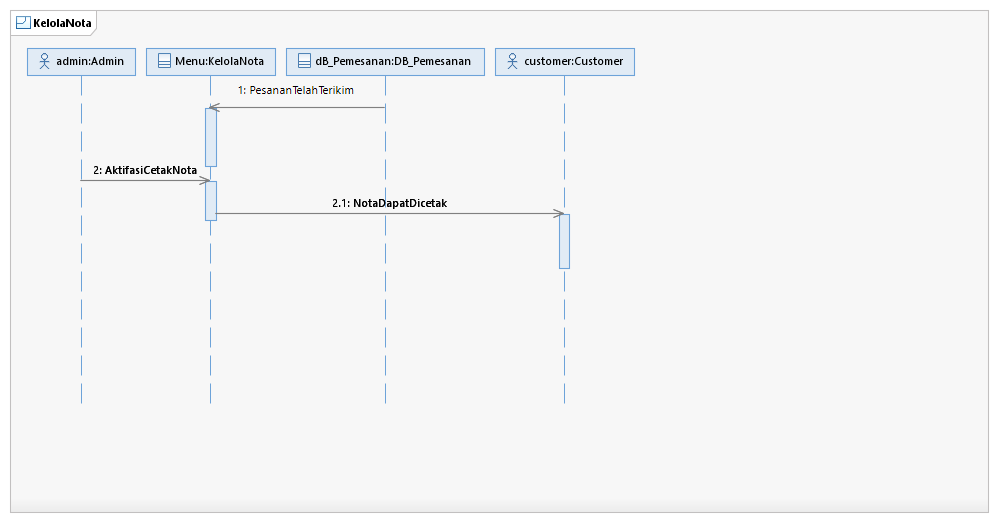 KelolaNota
admin:Admin
Menu:KelolaNota
dB_Pemesanan:DB_Pemesanan
customer:Customer
1: PesananTelahTerikim
2: AktifasiCetakNota
2.1: NotaDapatDicetak